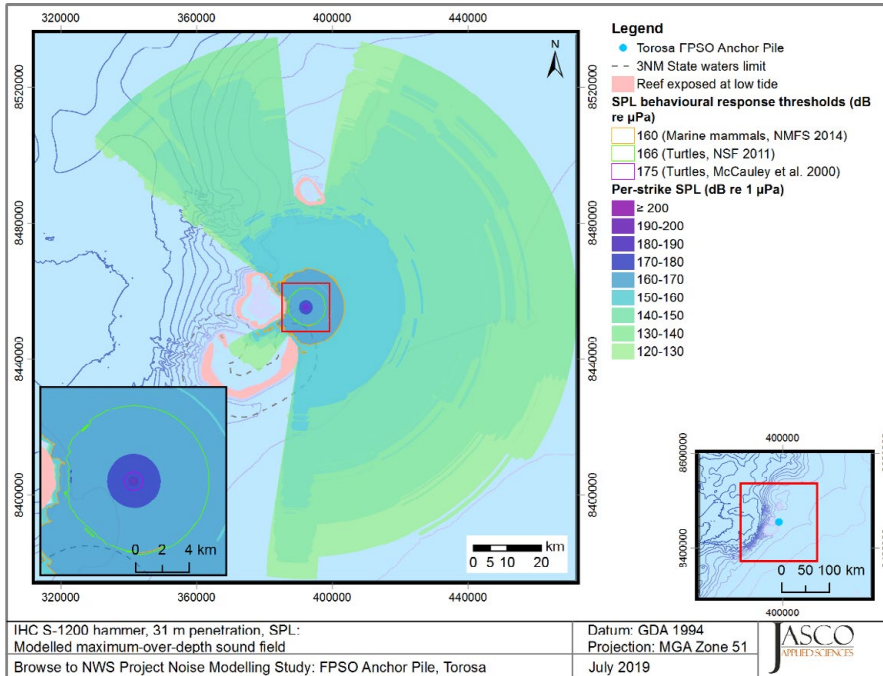 320000 360000 400000 440000
N
8520000
8480000
8440000
8400000
8520000
8480000
8440000
8400000
km
0 2 4
km
0 5 10 20
320000 360000 400000 440000
Legend
Torosa FPSO Anchor Pile
3NM State waters limit
Reef exposed at low tide
SPL behavioural response thresholds (dB
re µPa)
160 (Marine mammals, NMFS 2014)
166 (Turtles, NSF 2011)
175 (Turtles, McCauley et al. 2000)
Per-strike SPL (dB re 1 µPa)
≥ 200
190-200
180-190
170-180
160-170
150-160
140-150
130-140
120-130
400000
8600000
8400000
0 50 100 km
400000
IHC S-1200 hammer, 31 m penetration, SPL:
Modelled maximum-over-depth sound field
Browse to NWS Project Noise Modelling Study: FPSO Anchor Pile, Torosa
Datum: GDA 1994
Projection: MGA Zone 51
July 2019
JASCO
APPLIED SCIENCES